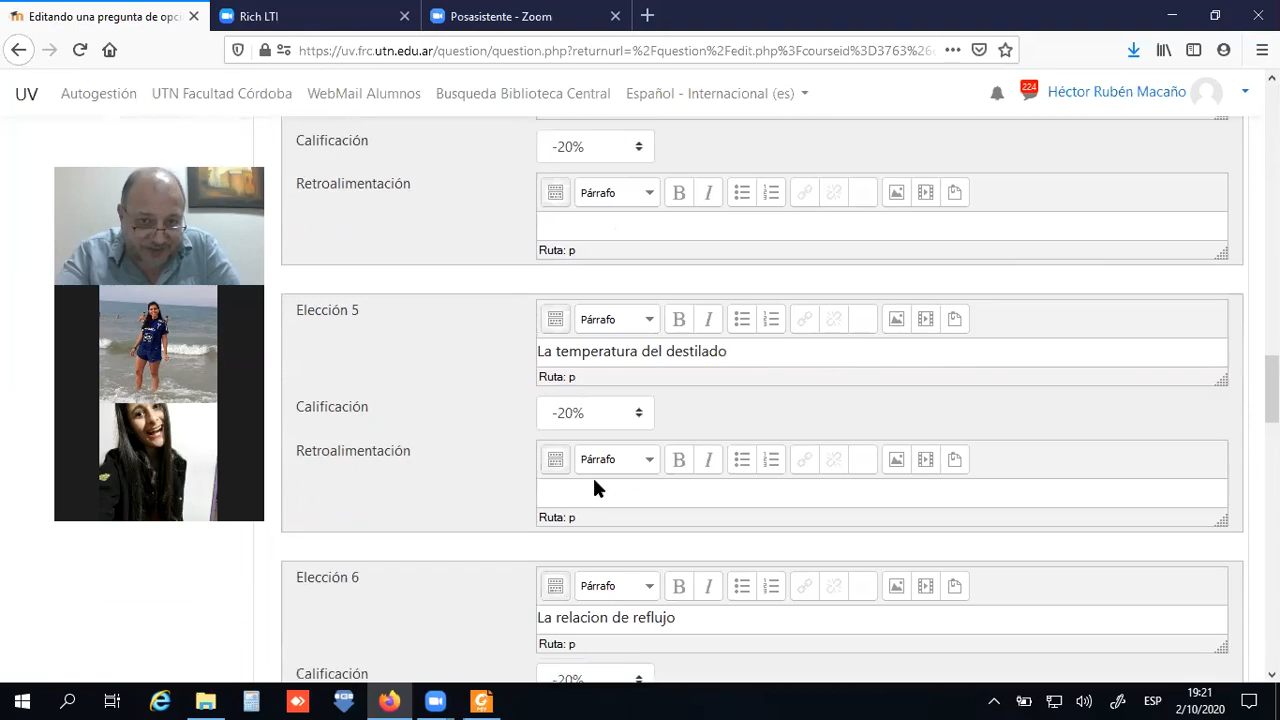 Editando una pregunta de opci
Rich LTI
Posasistente - Zoom
https://uv.frc.utn.edu.ar/question/question.php?returnurl=%2Fquestion%2Fedit.php%3Fcourseid%3D3763%26c
UV Autogestión UTN Facultad Córdoba WebMail Alumnos Busqueda Biblioteca Central Español - Internacional (es) 224 Héctor Rubén Macaño
Calificación -20%
Retroalimentación Párrafo B I
Ruta: p
Elección 5 Párrafo B I
La temperatura del destilado
Ruta: p
Calificación -20%
Retroalimentación Párrafo B I
Ruta: p
Elección 6 Párrafo B I
La relacion de reflujo
Ruta: p
Calificación -20%
ESP 19:21
2/10/2020